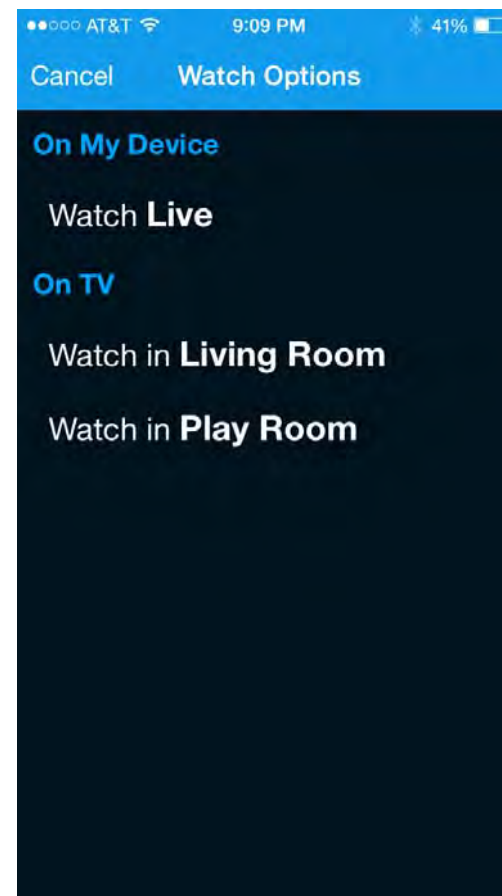 AT&T 9:09 PM 41%
Cancel Watch Options
On My Device
Watch Live
On TV
Watch in Living Room
Watch in Play Room